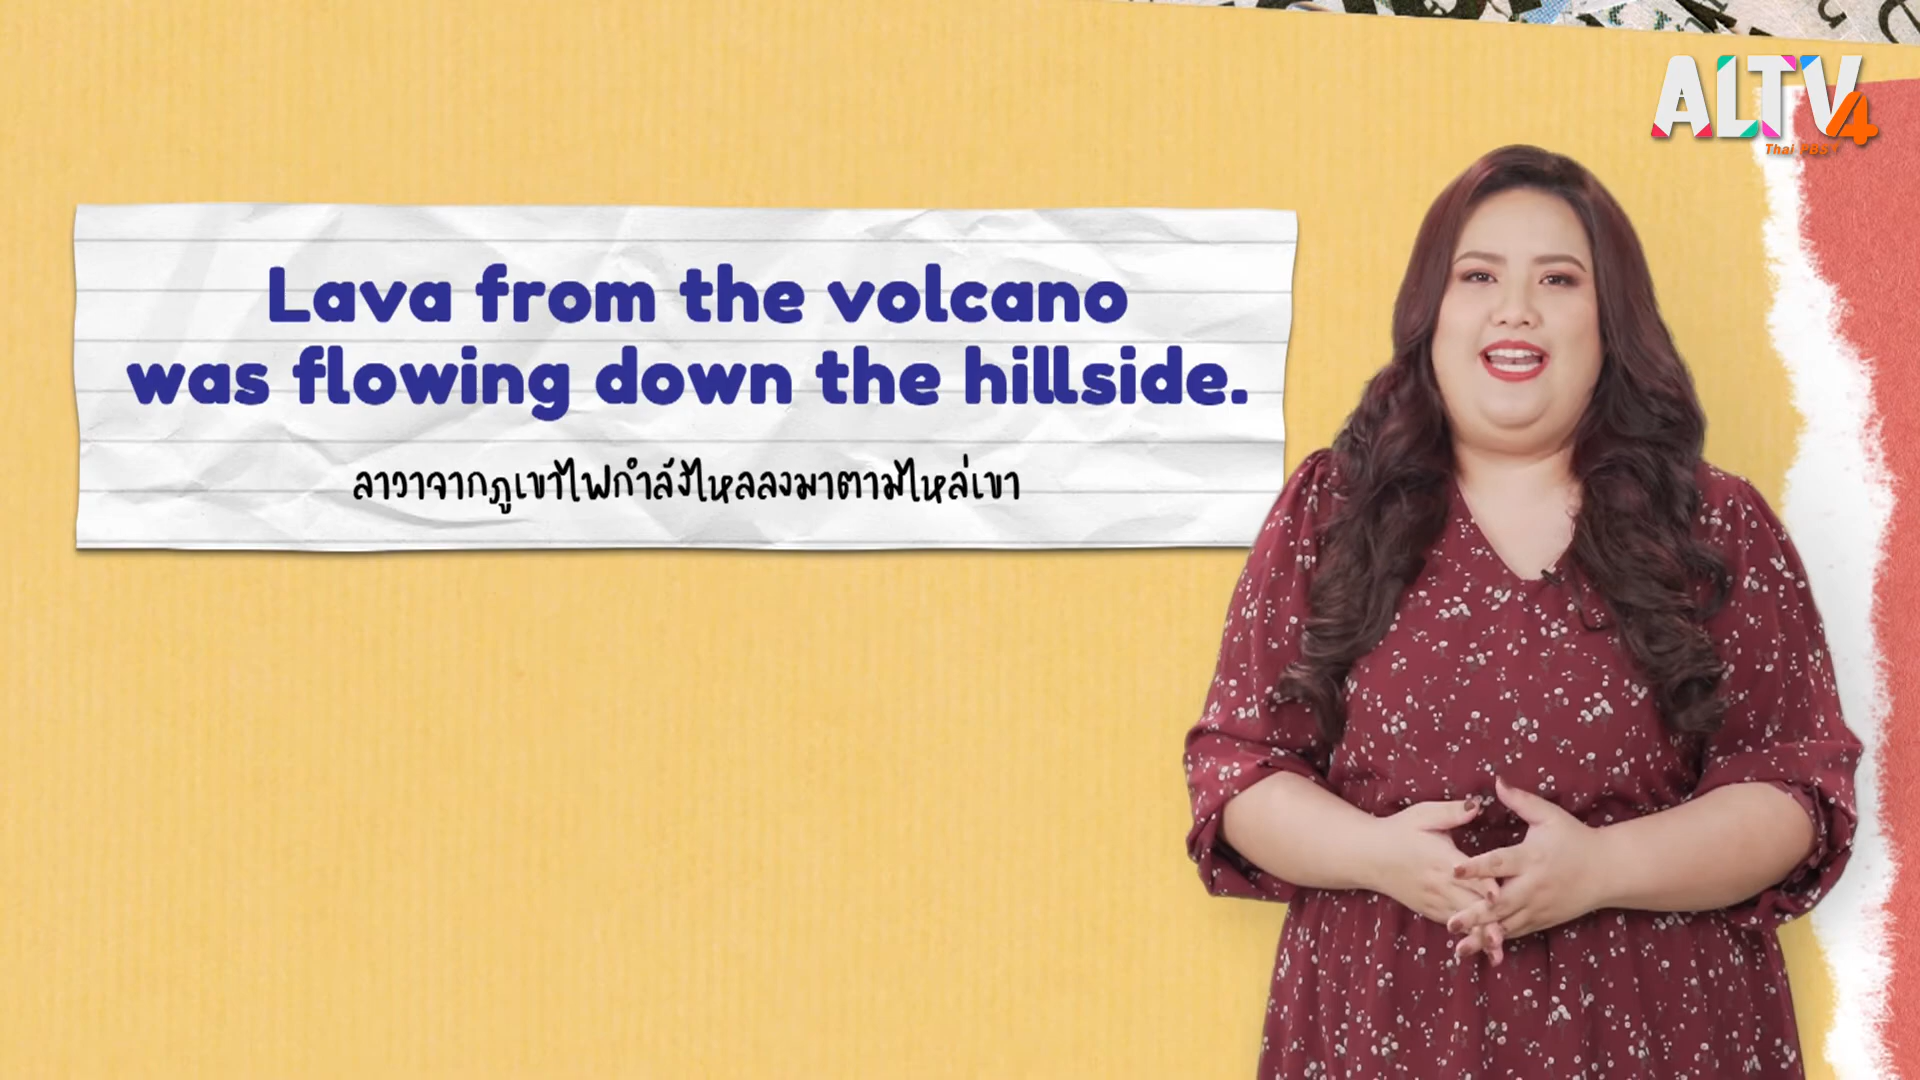 ALTV4
Thai PBS
Lava from the volcano
was flowing down the hillside.
ลาวาจากภูเขาไฟกำลังไหลลงมาตามไหล่เขา